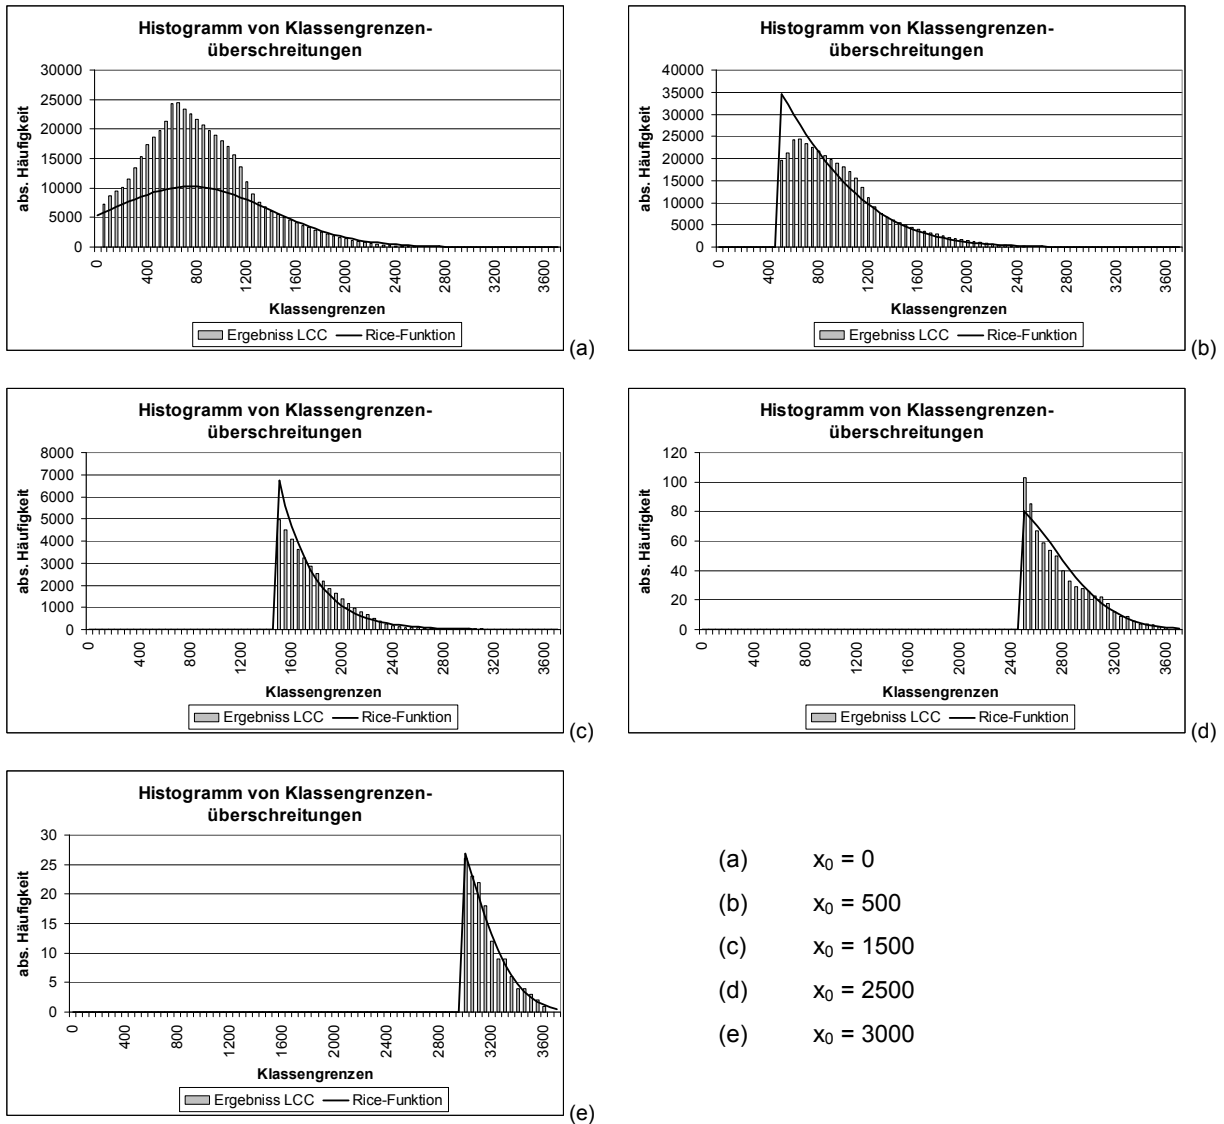 Histogramm von Klassengrenzen-
überschreitungen
abs. Häufigkeit
30000
25000
20000
15000
10000
5000
0
0 400 800 1200 1600 2000 2400 2800 3200 3600
Klassengrenzen
Ergebniss LCC Rice-Funktion
(a)
Histogramm von Klassengrenzen-
überschreitungen
abs. Häufigkeit
40000
35000
30000
25000
20000
15000
10000
5000
0
0 400 800 1200 1600 2000 2400 2800 3200 3600
Klassengrenzen
Ergebniss LCC Rice-Funktion
(b)
Histogramm von Klassengrenzen-
überschreitungen
abs. Häufigkeit
8000
7000
6000
5000
4000
3000
2000
1000
0
0 400 800 1200 1600 2000 2400 2800 3200 3600
Klassengrenzen
Ergebniss LCC Rice-Funktion
(c)
Histogramm von Klassengrenzen-
überschreitungen
abs. Häufigkeit
120
100
80
60
40
20
0
0 400 800 1200 1600 2000 2400 2800 3200 3600
Klassengrenzen
Ergebniss LCC Rice-Funktion
(d)
Histogramm von Klassengrenzen-
überschreitungen
abs. Häufigkeit
30
25
20
15
10
5
0
0 400 800 1200 1600 2000 2400 2800 3200 3600
Klassengrenzen
Ergebniss LCC Rice-Funktion
(e)
(a) x₀ = 0
(b) x₀ = 500
(c) x₀ = 1500
(d) x₀ = 2500
(e) x₀ = 3000